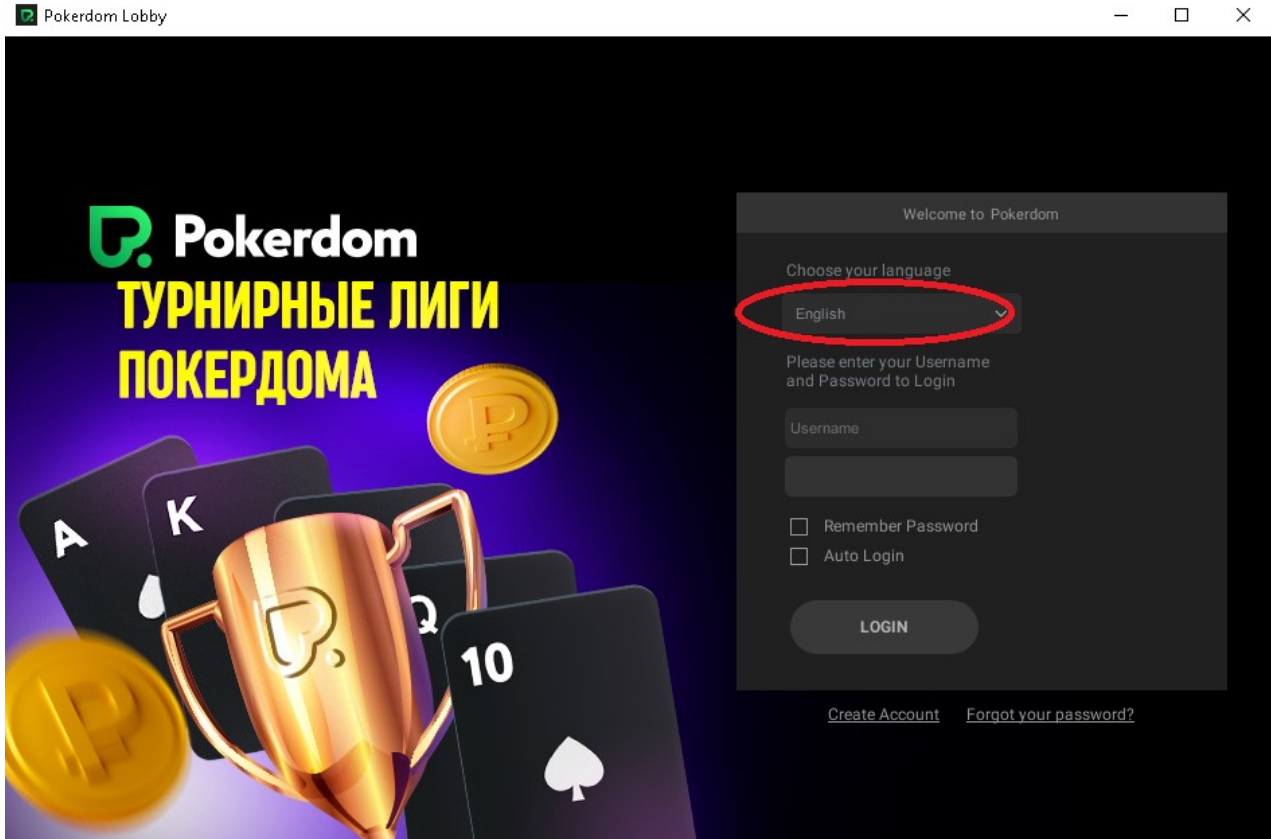 Pokerdom Lobby
Pokerdom
ТУРНИРНЫЕ ЛИГИ
ПОКЕРДОМА
A
K
Q
10
Welcome to Pokerdom
Choose your language
English
Please enter your Username
and Password to Login
Username
Remember Password
Auto Login
LOGIN
Create Account Forgot your password?